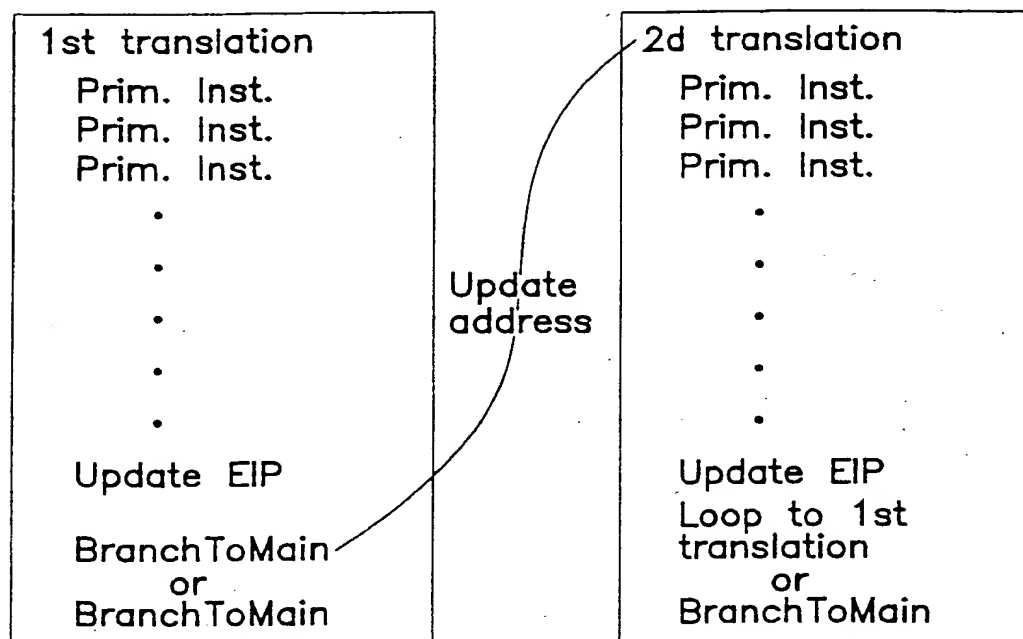 1st translation
Prim. Inst.
Prim. Inst.
Prim. Inst.
Update EIP
BranchToMain
or
BranchToMain
Update
address
2d translation
Prim. Inst.
Prim. Inst.
Prim. Inst.
Update EIP
Loop to 1st
translation
or
BranchToMain